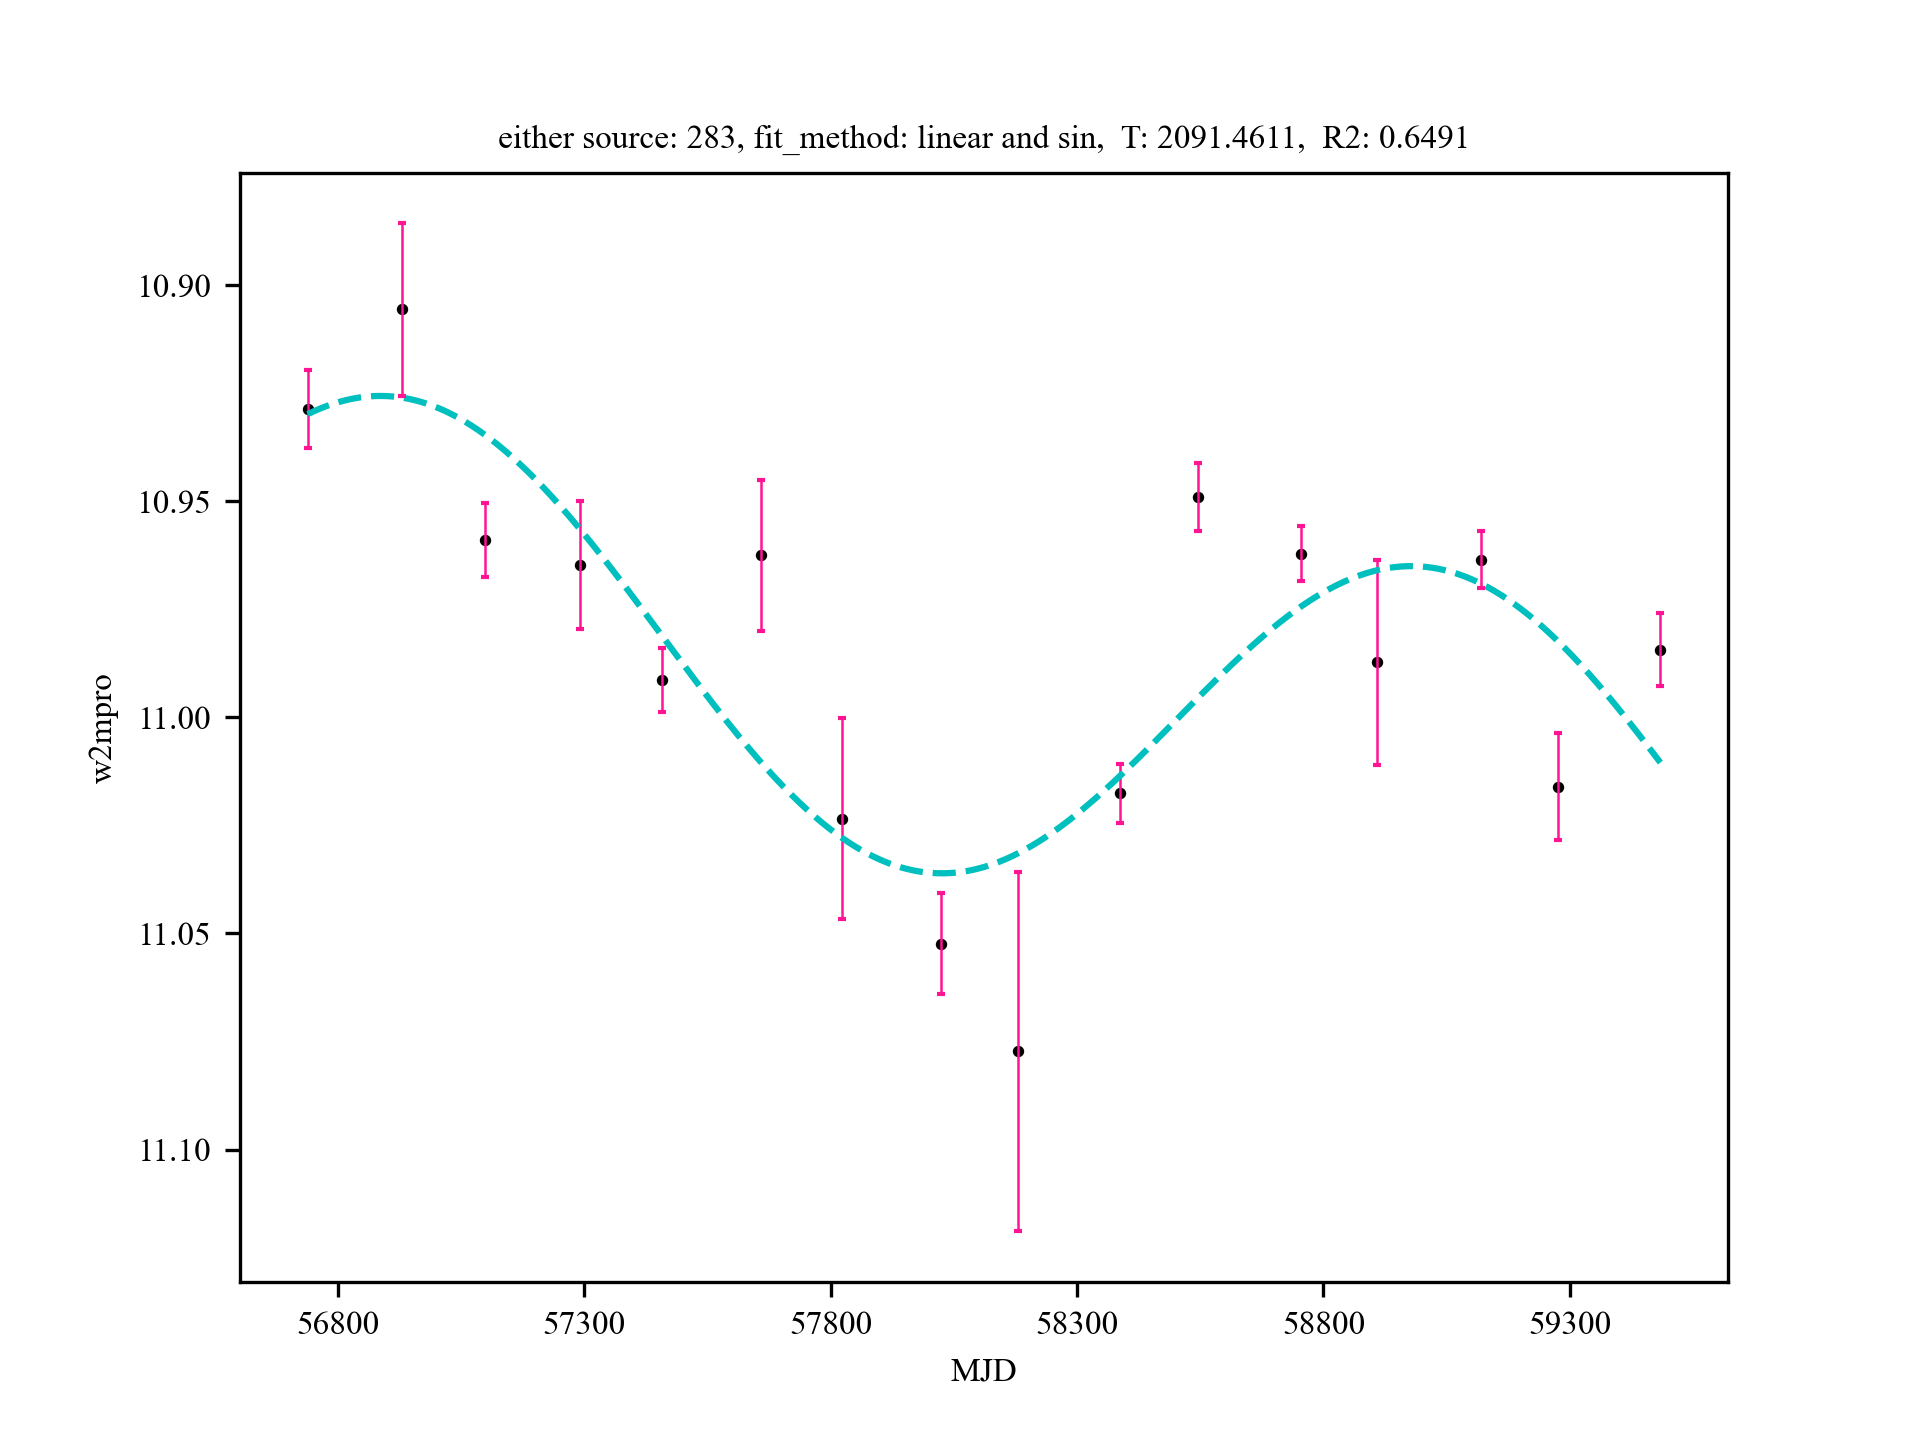 either source: 283, fit_method: linear and sin,  T: 2091.4611,  R2: 0.6491
10.90
10.95
11.00
11.05
11.10
w2mpro
56800 57300 57800 58300 58800 59300
MJD